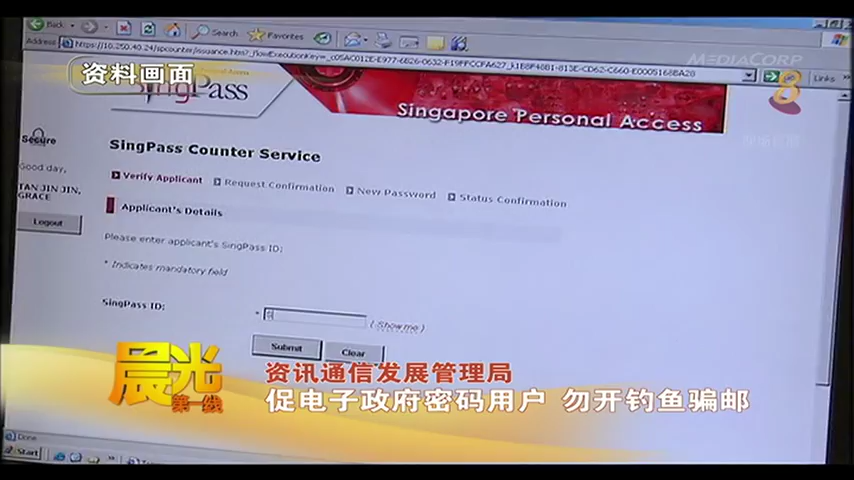 Back
Search
Favorites
Address
MEDIACORP
8
Links
资料画面
SingPass
Singapore Personal Access
Secure
SingPass Counter Service
Good day,
TAN JIN JIN,
GRACE
Logout
Verify Applicant
Request Confirmation
New Password
Status Confirmation
Applicant's Details
Please enter applicant's SingPass ID:
* Indicates mandatory field
SingPass ID:
* S
( Show me )
Submit
Clear
晨光
第一线
资讯通信发展管理局
促电子政府密码用户 勿开钓鱼骗邮
Done
Start